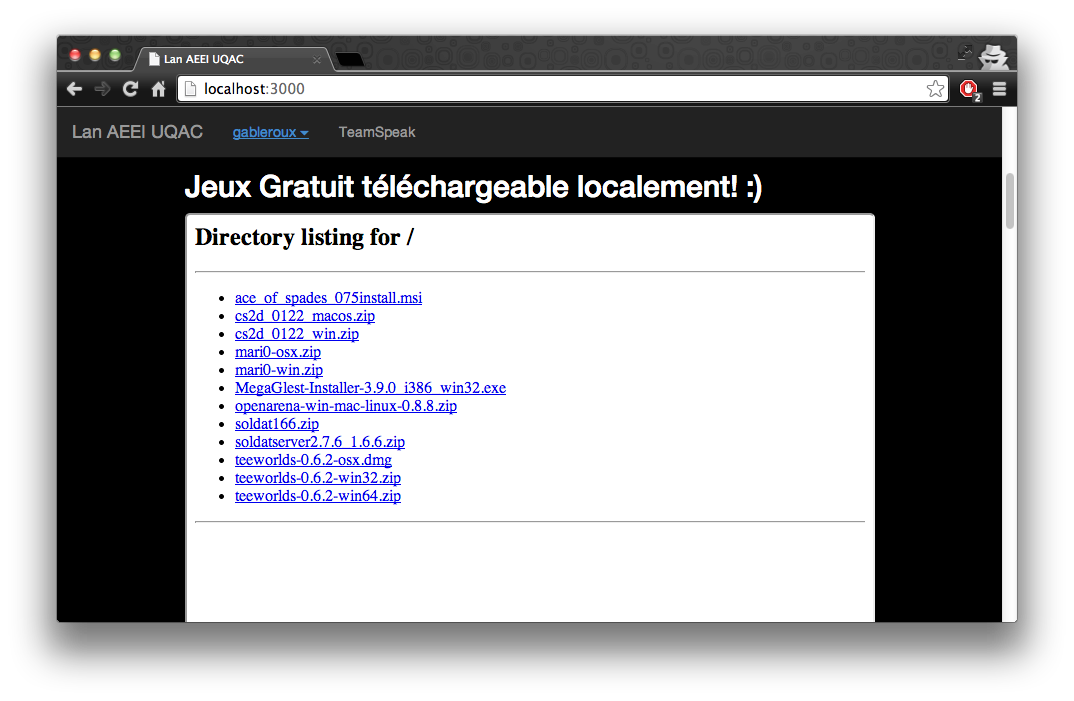 Lan AEEI UQAC
localhost:3000
2
Lan AEEI UQAC gableroux TeamSpeak
Jeux Gratuit téléchargeable localement! :)
Directory listing for /
ace_of_spades_075install.msi
cs2d_0122_macos.zip
cs2d_0122_win.zip
mari0-osx.zip
mari0-win.zip
MegaGlest-Installer-3.9.0_i386_win32.exe
openarena-win-mac-linux-0.8.8.zip
soldat166.zip
soldatserver2.7.6_1.6.6.zip
teeworlds-0.6.2-osx.dmg
teeworlds-0.6.2-win32.zip
teeworlds-0.6.2-win64.zip